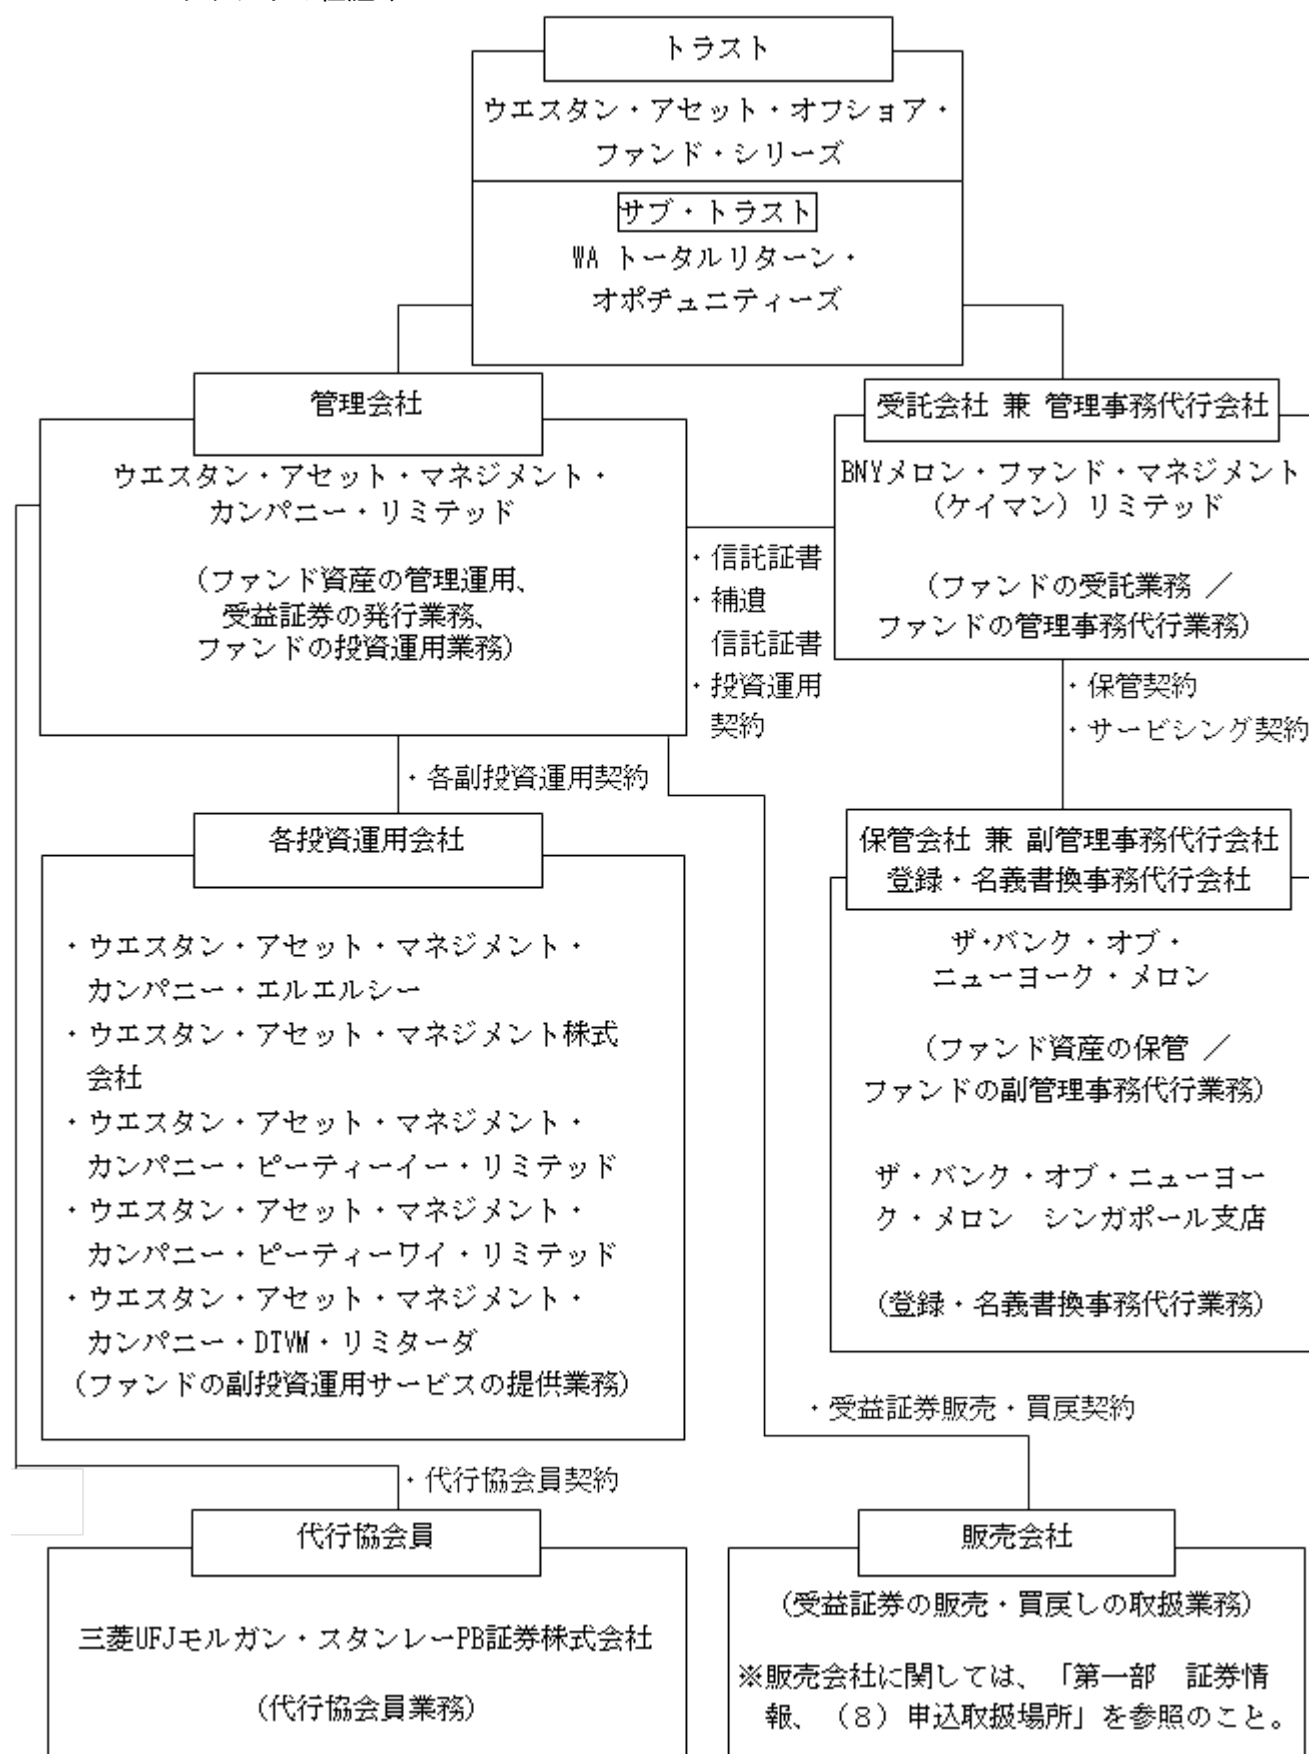 トラスト
ウエスタン・アセット・オフショア・
ファンド・シリーズ
サブ・トラスト
WA トータルリターン・
オポチュニティーズ
管理会社
ウエスタン・アセット・マネジメント・
カンパニー・リミテッド
(ファンド資産の管理運用、
受益証券の発行業務、
ファンドの投資運用業務)
・信託証書
・補遺
信託証書
・投資運用
契約
受託会社 兼 管理事務代行会社
BNYメロン・ファンド・マネジメント
(ケイマン) リミテッド
(ファンドの受託業務 /
ファンドの管理事務代行業務)
・保管契約
・サービシング契約
・各副投資運用契約
各投資運用会社
・ウエスタン・アセット・マネジメント・
カンパニー・エルエルシー
・ウエスタン・アセット・マネジメント株式
会社
・ウエスタン・アセット・マネジメント・
カンパニー・ピーティーイー・リミテッド
・ウエスタン・アセット・マネジメント・
カンパニー・ピーティーワイ・リミテッド
・ウエスタン・アセット・マネジメント・
カンパニー・DTVM・リミターダ
(ファンドの副投資運用サービスの提供業務)
保管会社 兼 副管理事務代行会社
登録・名義書換事務代行会社
ザ・バンク・オブ・
ニューヨーク・メロン
(ファンド資産の保管 /
ファンドの副管理事務代行業務)
ザ・バンク・オブ・ニューヨー
ク・メロン シンガポール支店
(登録・名義書換事務代行業務)
・受益証券販売・買戻契約
・代行協会員契約
代行協会員
三菱UFJモルガン・スタンレーPB証券株式会社
(代行協会員業務)
販売会社
(受益証券の販売・買戻しの取扱業務)
※販売会社に関しては、「第一部 証券情
報、(8)申込取扱場所」を参照のこと。